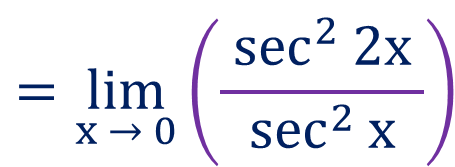 = lim x → 0 ( sec² 2x / sec² x )